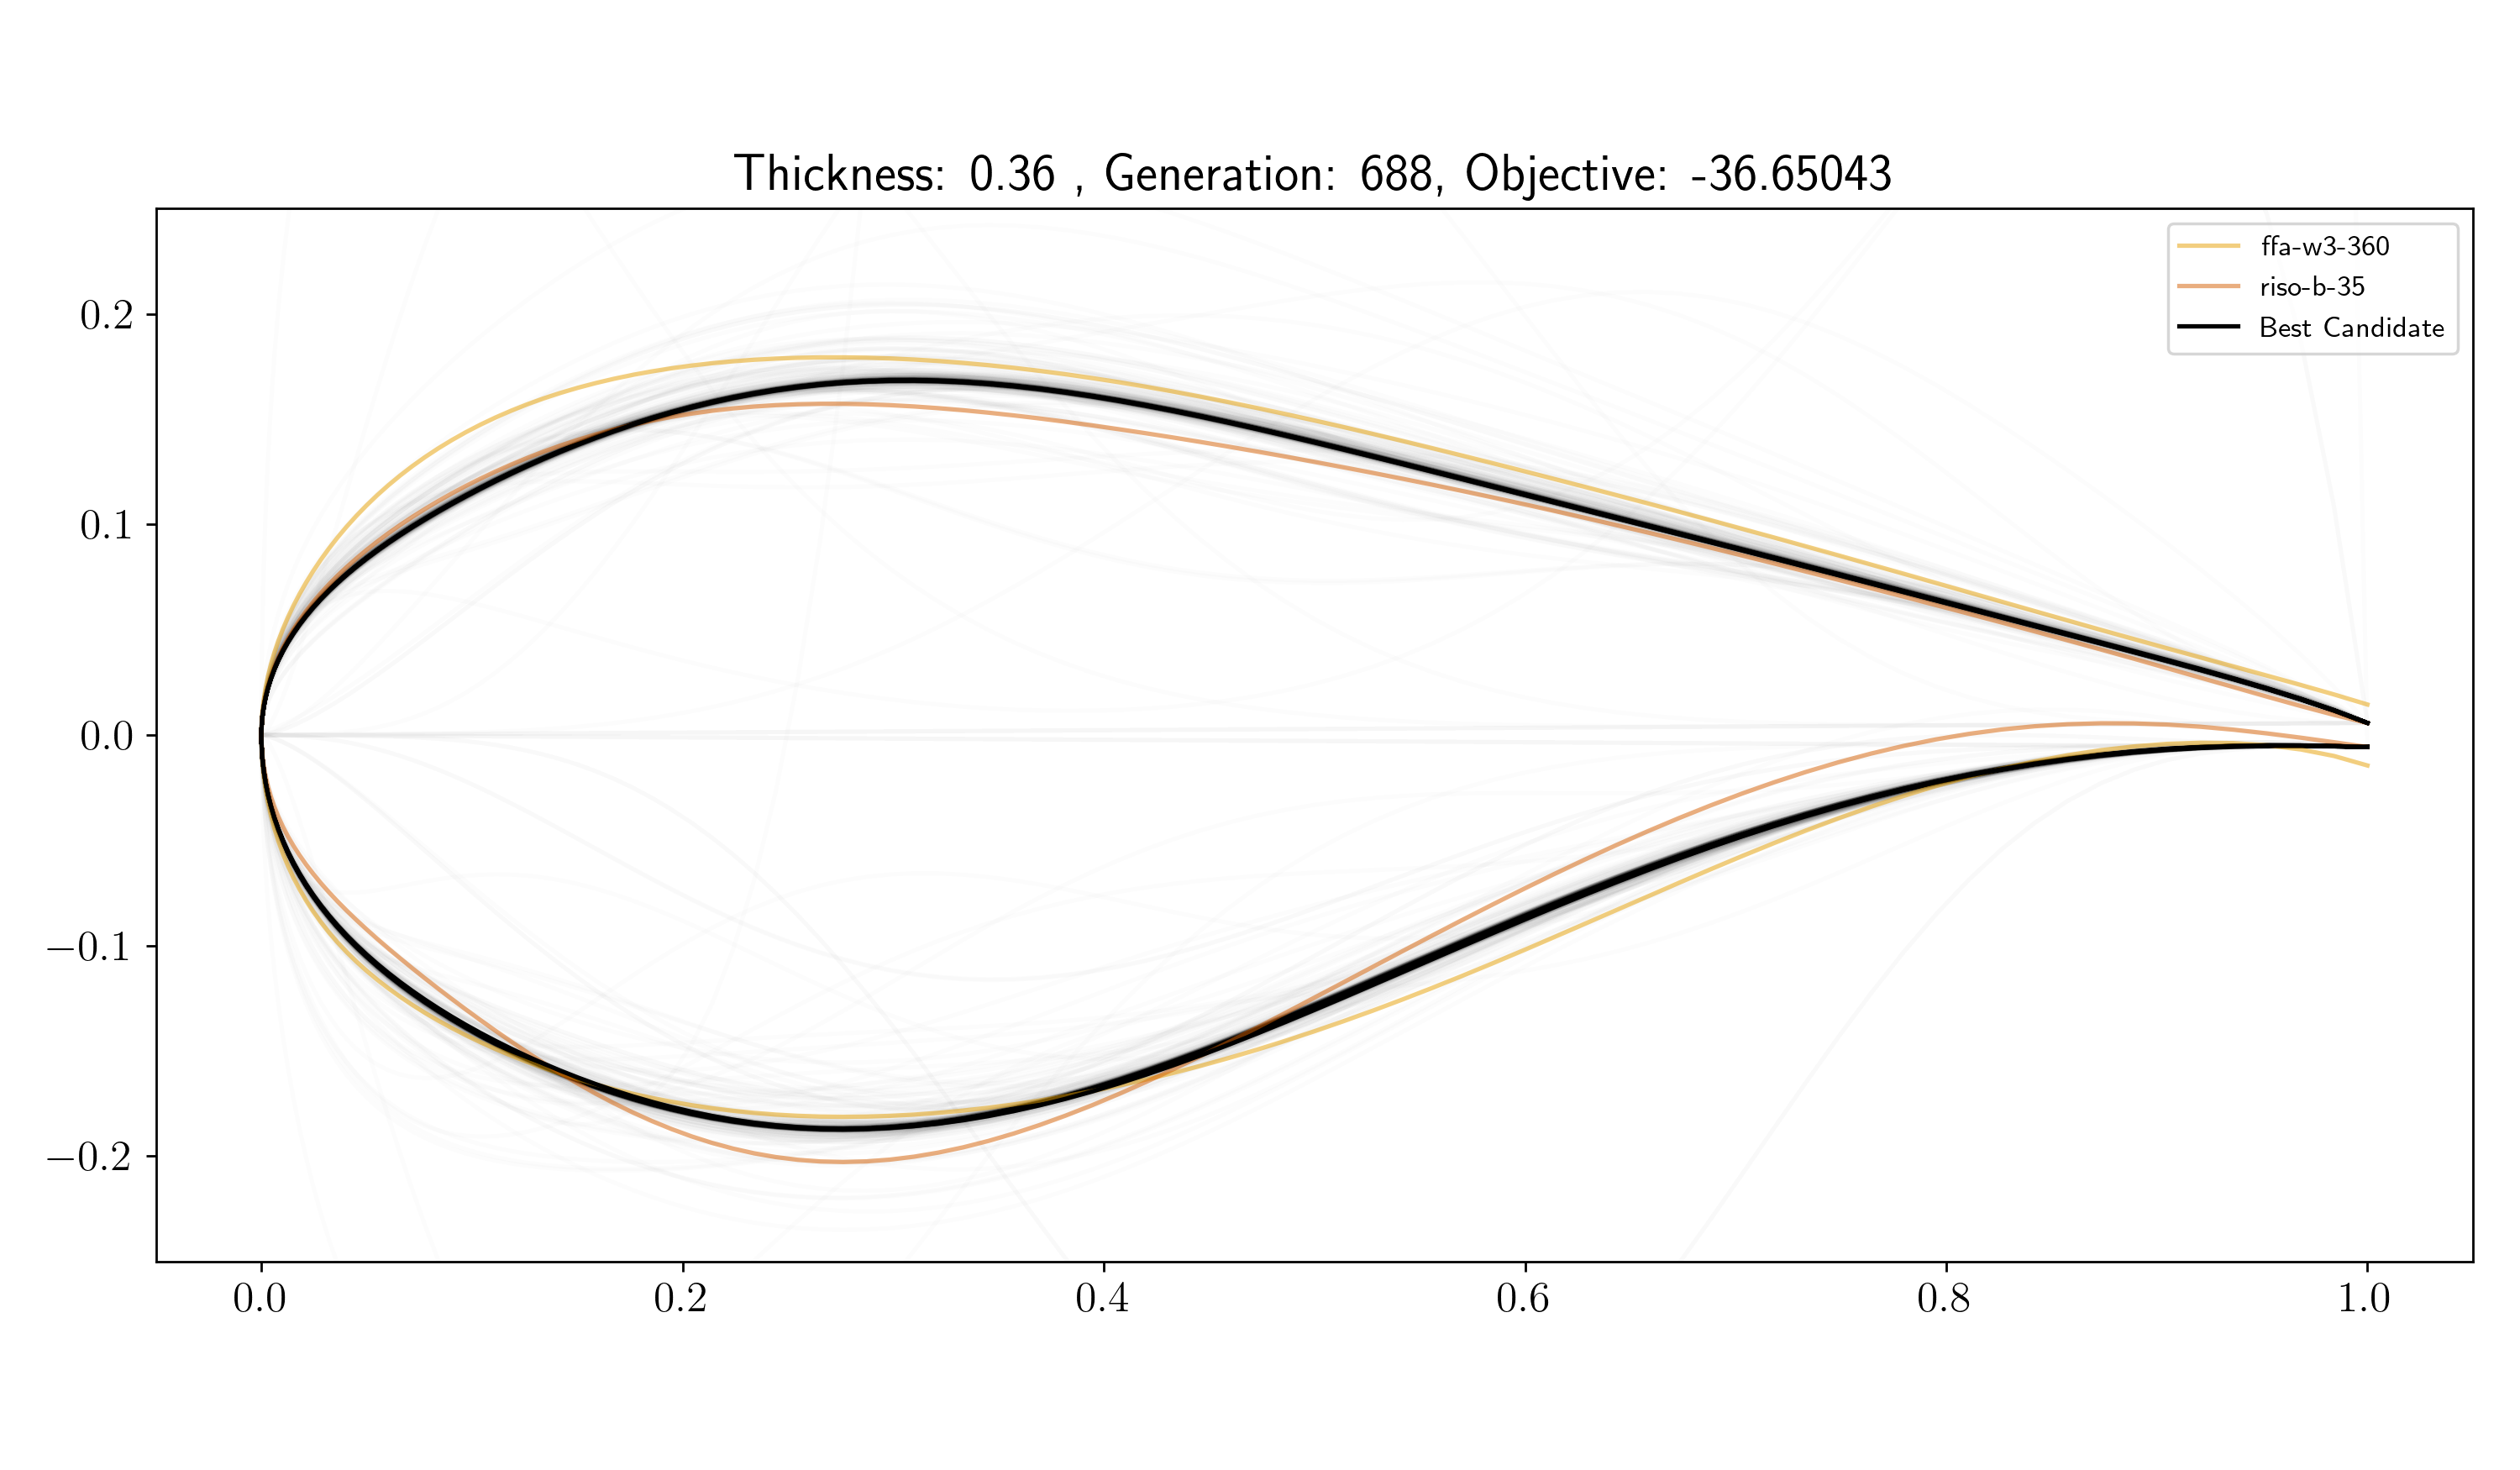 Thickness: 0.36 , Generation: 688, Objective: -36.65043
ffa-w3-360
riso-b-35
Best Candidate
0.2
0.1
0.0
−0.1
−0.2
0.0 0.2 0.4 0.6 0.8 1.0